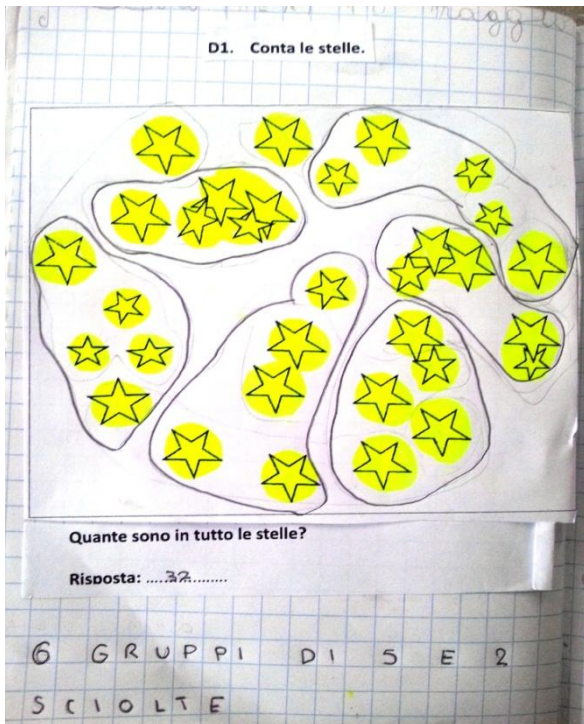 D1. Conta le stelle.
Quante sono in tutto le stelle?
Risposta: .....32..........
6 GRUPPI DI 5 E 2
SCIOLTE